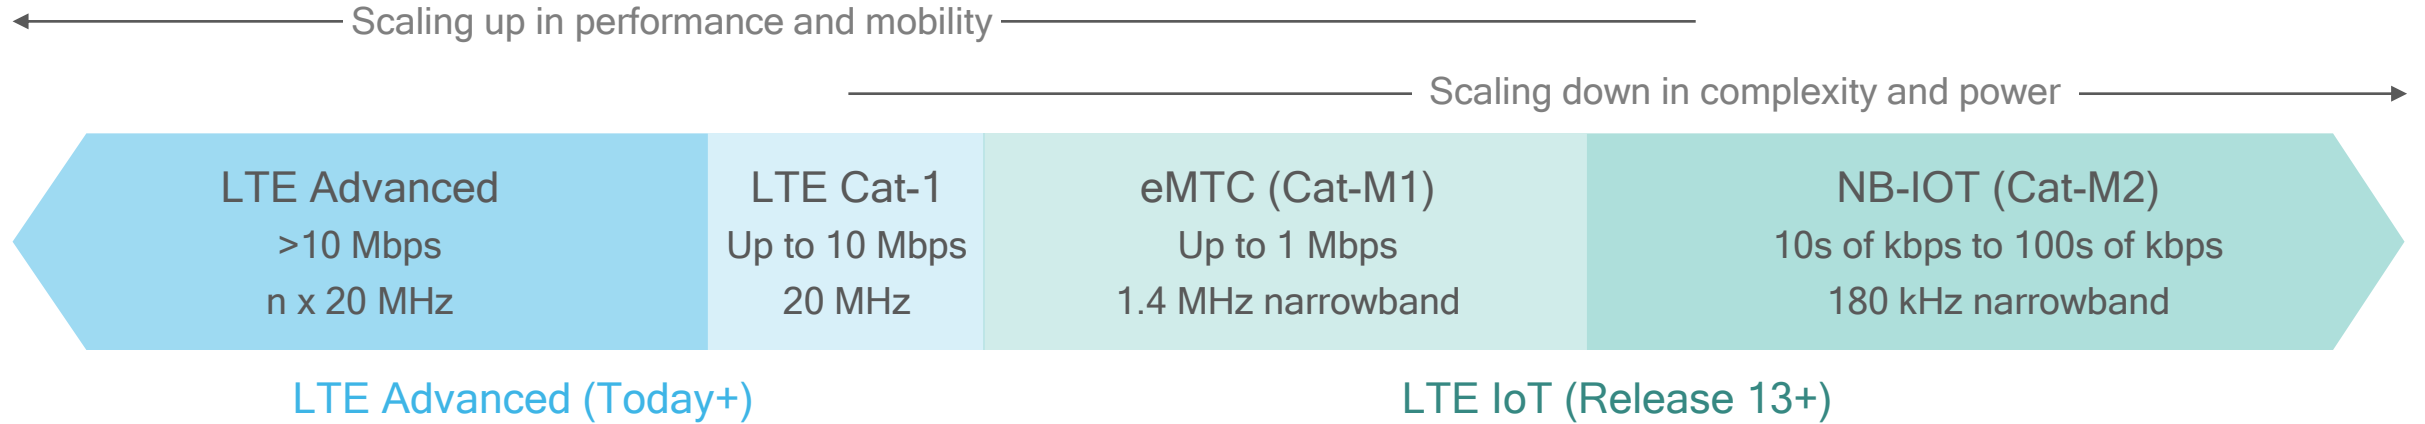 Scaling up in performance and mobility
Scaling down in complexity and power
LTE Advanced
>10 Mbps
n x 20 MHz
LTE Cat-1
Up to 10 Mbps
20 MHz
eMTC (Cat-M1)
Up to 1 Mbps
1.4 MHz narrowband
NB-IOT (Cat-M2)
10s of kbps to 100s of kbps
180 kHz narrowband
LTE Advanced (Today+)
LTE IoT (Release 13+)